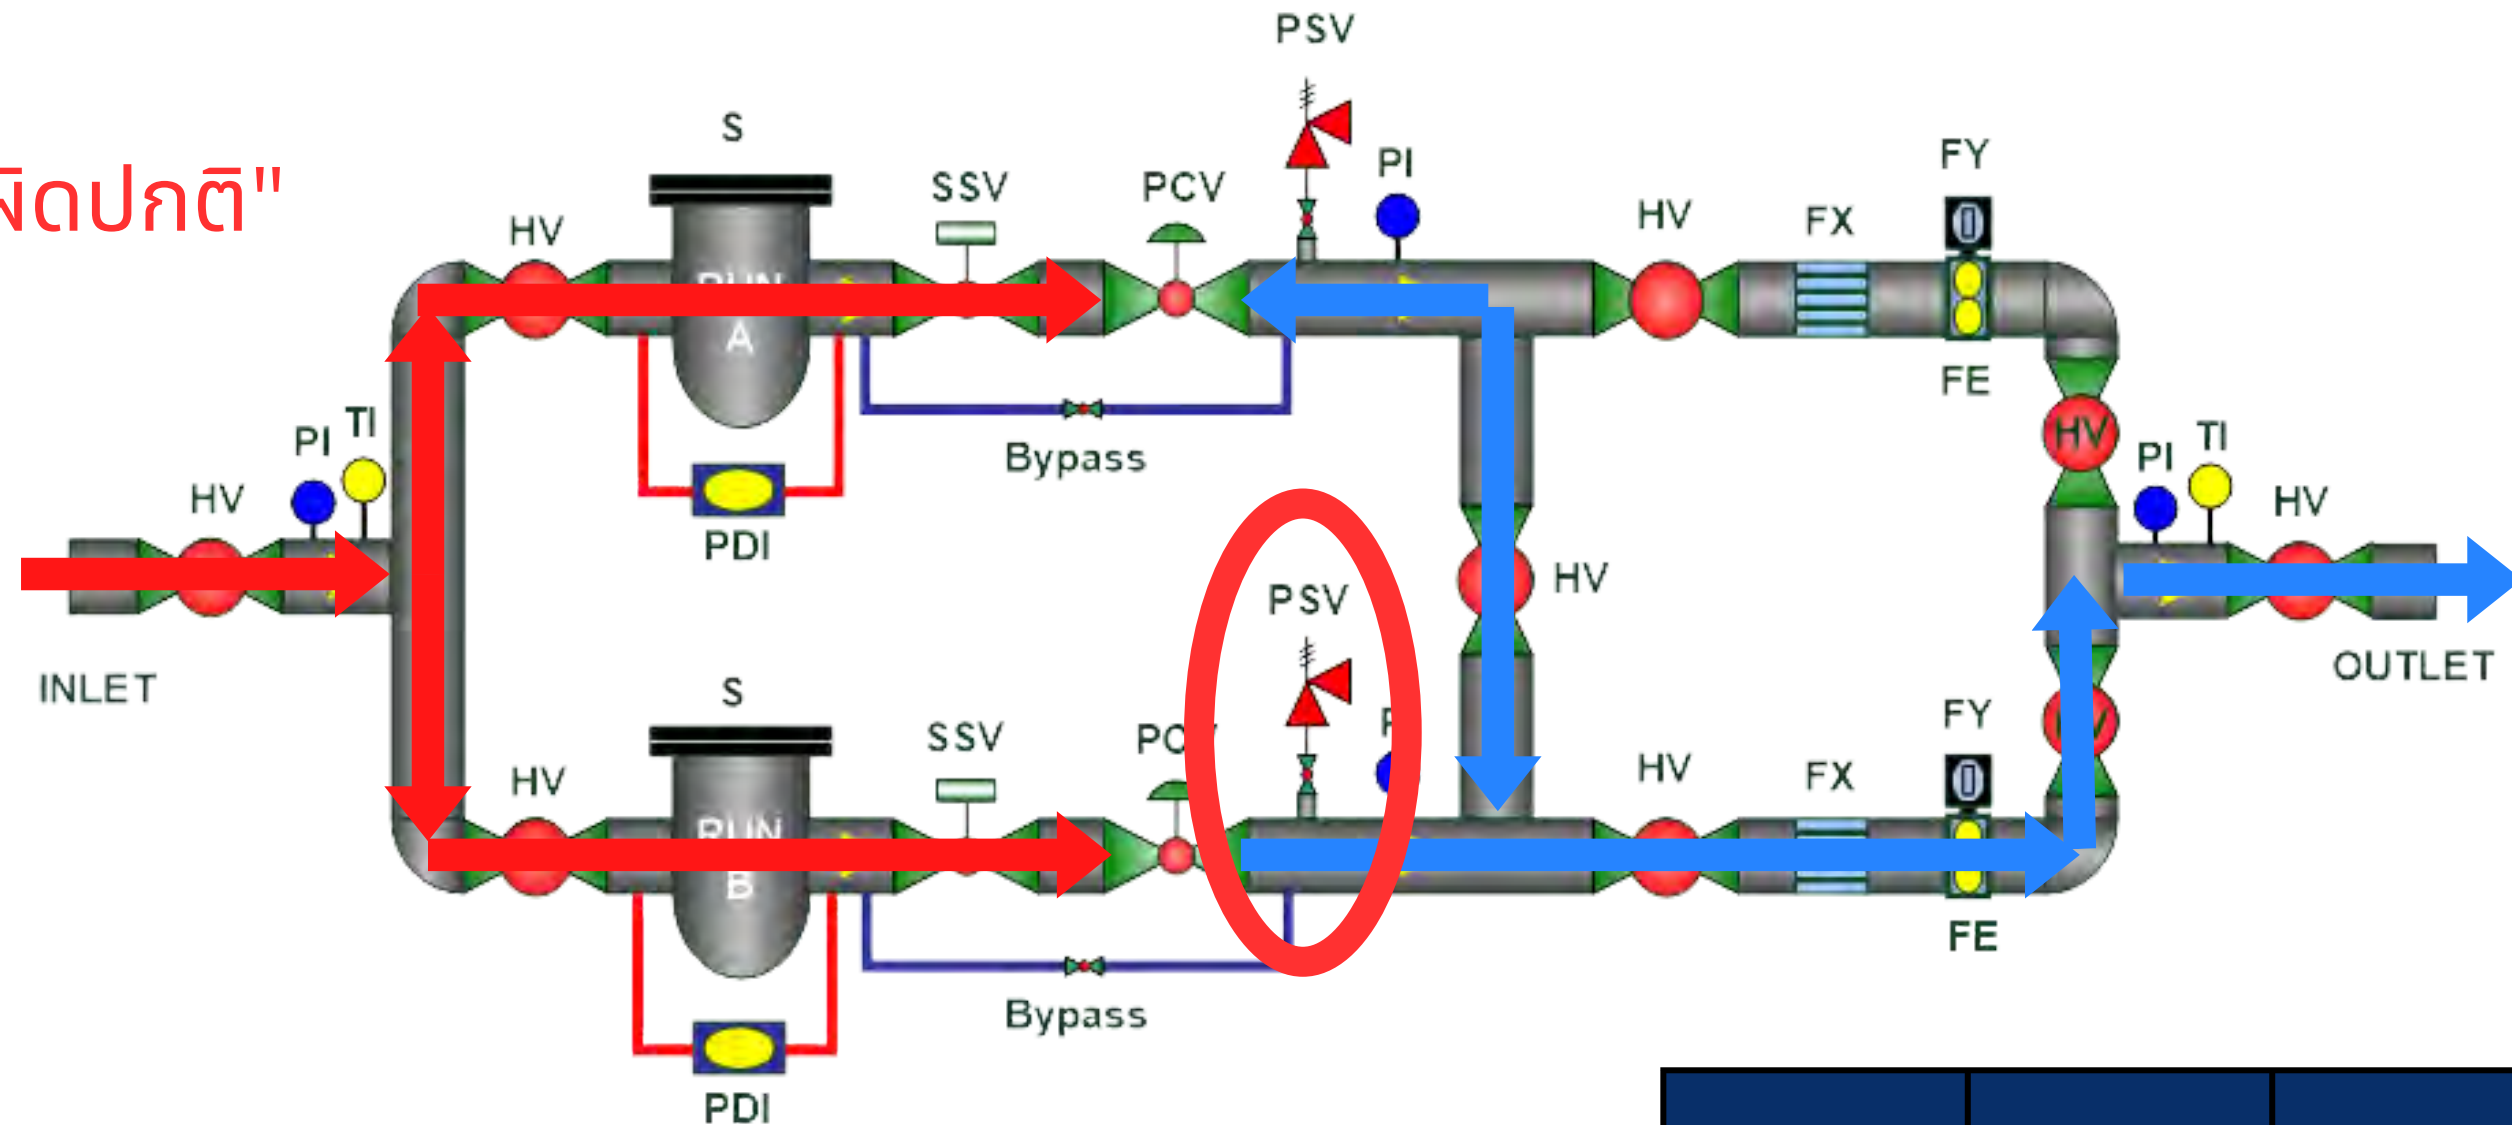 PSV
S
PI
FY
ผิดปกติ"
SSV
PCV
HV
FX
HV
RUN
A
FE
TI
PI
HV
TI
PI
Bypass
HV
HV
PDI
HV
PSV
INLET
OUTLET
S
SSV
FY
HV
HV
FX
RUN
B
FE
Bypass
PDI